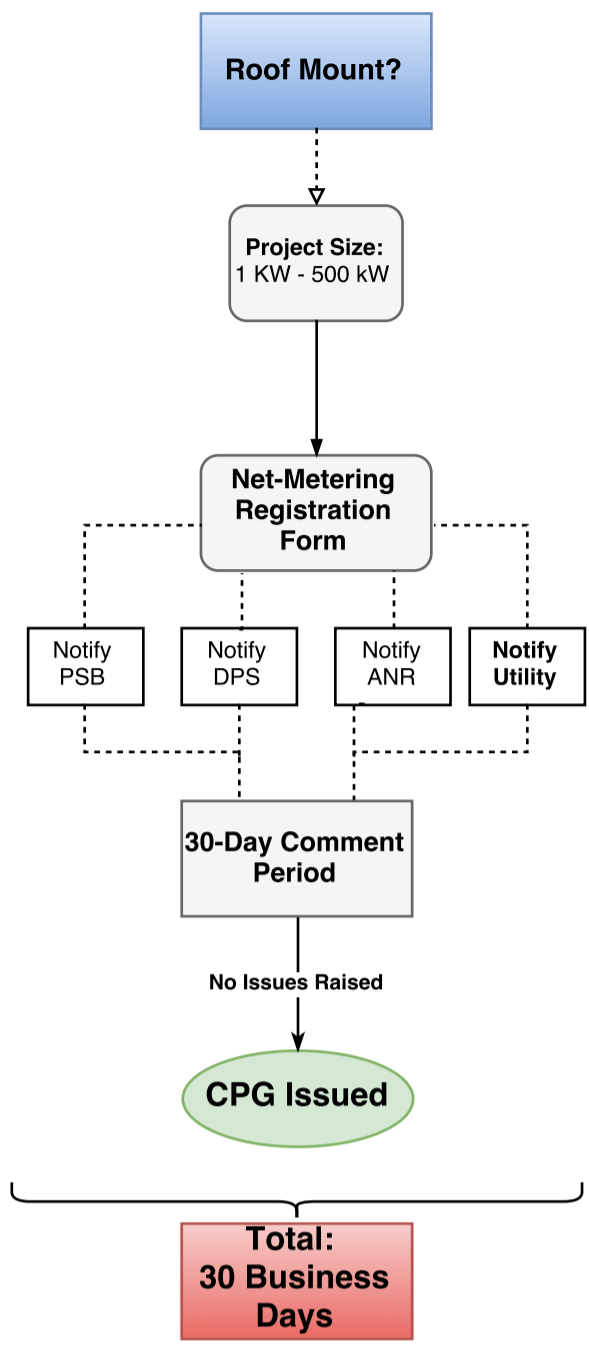 Roof Mount?
Project Size:
1 KW - 500 kW
Net-Metering
Registration
Form
Notify
PSB
Notify
DPS
Notify
ANR
Notify
Utility
30-Day Comment
Period
No Issues Raised
CPG Issued
Total:
30 Business
Days